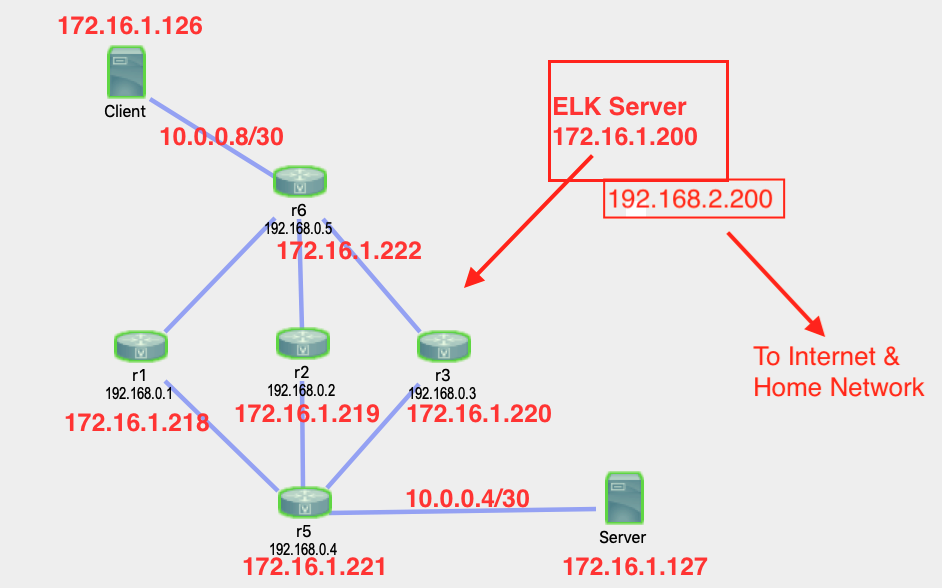 172.16.1.126
Client
10.0.0.8/30
ELK Server
172.16.1.200
192.168.2.200
r6
192.168.0.5
172.16.1.222
To Internet &
Home Network
r1
192.168.0.1
172.16.1.218
r2
192.168.0.2
172.16.1.219
r3
192.168.0.3
172.16.1.220
10.0.0.4/30
r5
192.168.0.4
172.16.1.221
Server
172.16.1.127